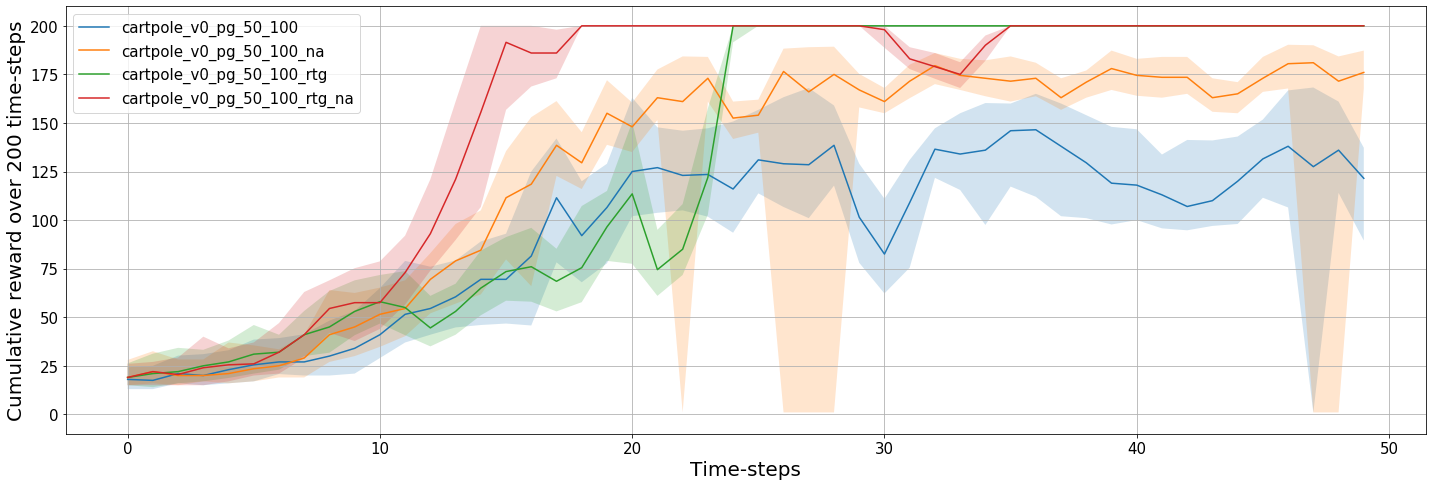 Cumulative reward over 200 time-steps
200
175
150
125
100
75
50
25
0
cartpole_v0_pg_50_100
cartpole_v0_pg_50_100_na
cartpole_v0_pg_50_100_rtg
cartpole_v0_pg_50_100_rtg_na
0 10 20 30 40 50
Time-steps